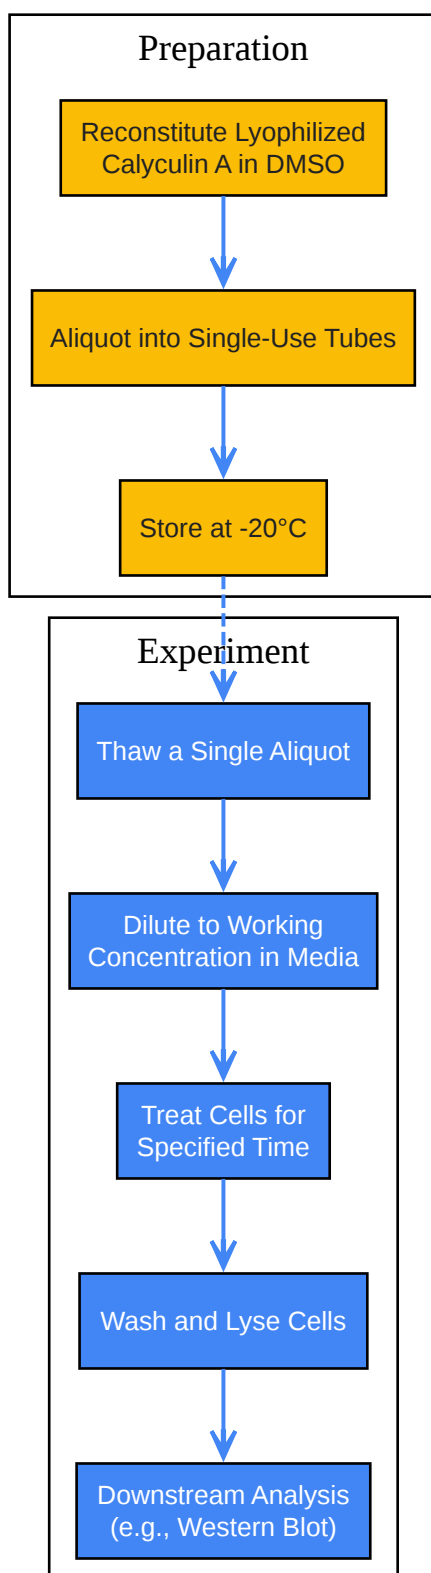 Preparation
Reconstitute Lyophilized
Calyculin A in DMSO
Aliquot into Single-Use Tubes
Store at -20°C
Experiment
Thaw a Single Aliquot
Dilute to Working
Concentration in Media
Treat Cells for
Specified Time
Wash and Lyse Cells
Downstream Analysis
(e.g., Western Blot)